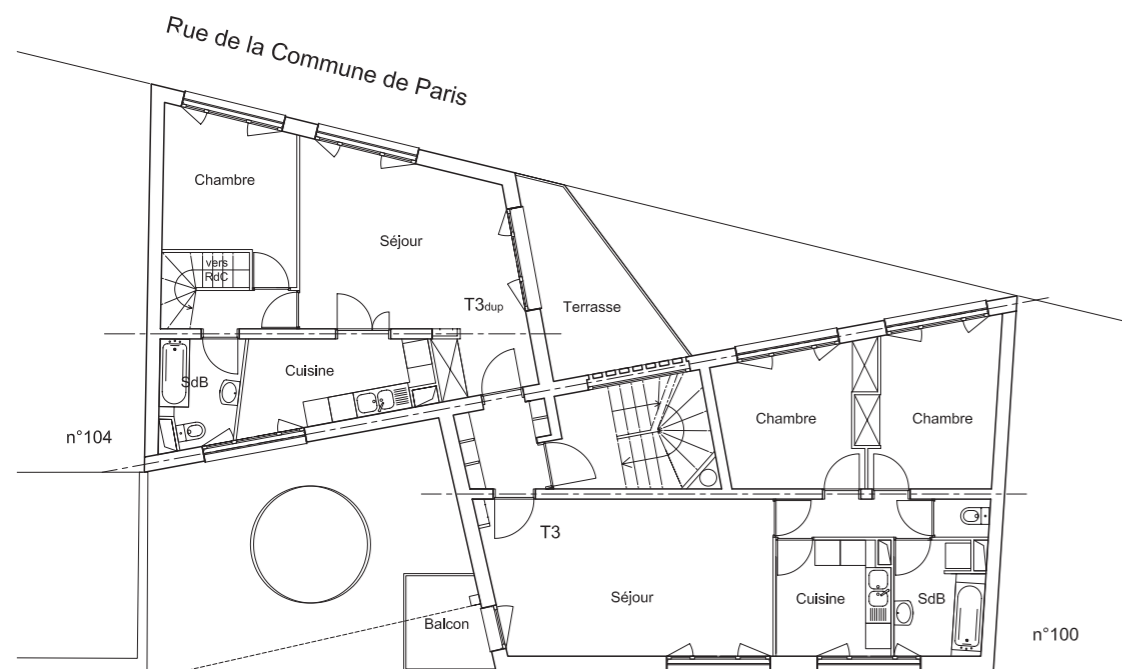 Rue de la Commune de Paris
Chambre
Séjour
vers
RdC
T3dup
Terrasse
Cuisine
SdB
Chambre
Chambre
n°104
T3
Séjour
Cuisine
SdB
Balcon
n°100